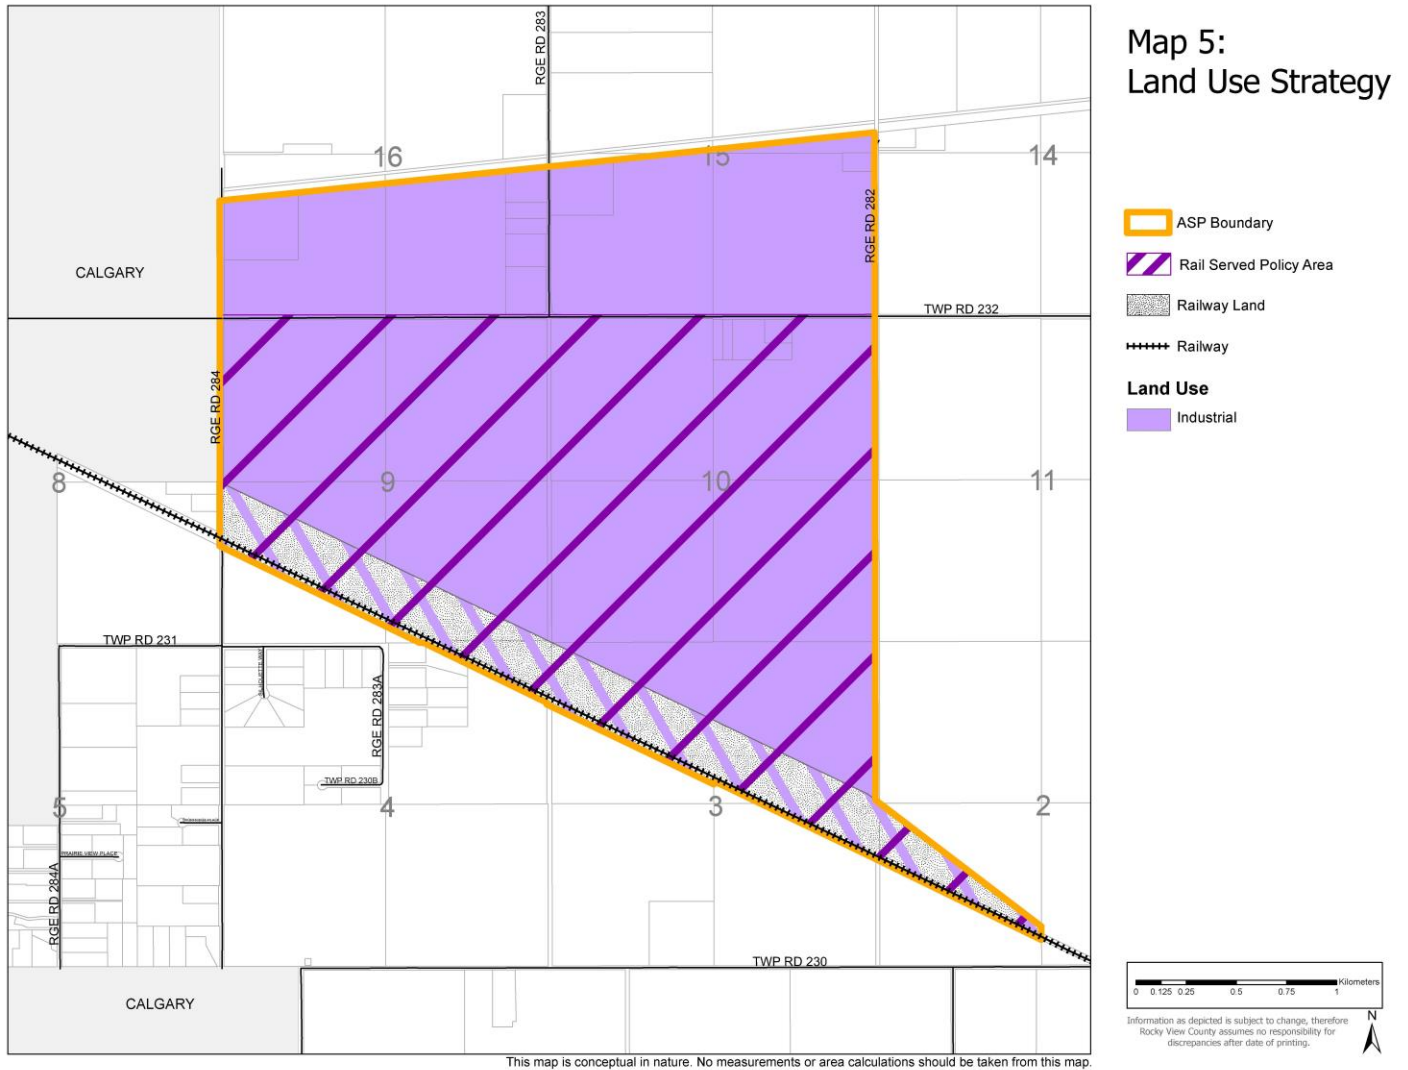 Map 5:
Land Use Strategy
RGE RD 283
16
15
14
CALGARY
RGE RD 282
TWP RD 232
RGE RD 284
8
9
10
11
TWP RD 231
RGE RD 283A
TWP RD 230B
5
4
3
2
PRAIRIE VIEW PLACE
RGE RD 284A
TWP RD 230
CALGARY
ASP Boundary
Rail Served Policy Area
Railway Land
Railway
Land Use
Industrial
Kilometers
0 0.125 0.25 0.5 0.75 1
Information as depicted is subject to change, therefore
Rocky View County assumes no responsibility for
discrepancies after date of printing.
N
This map is conceptual in nature. No measurements or area calculations should be taken from this map.